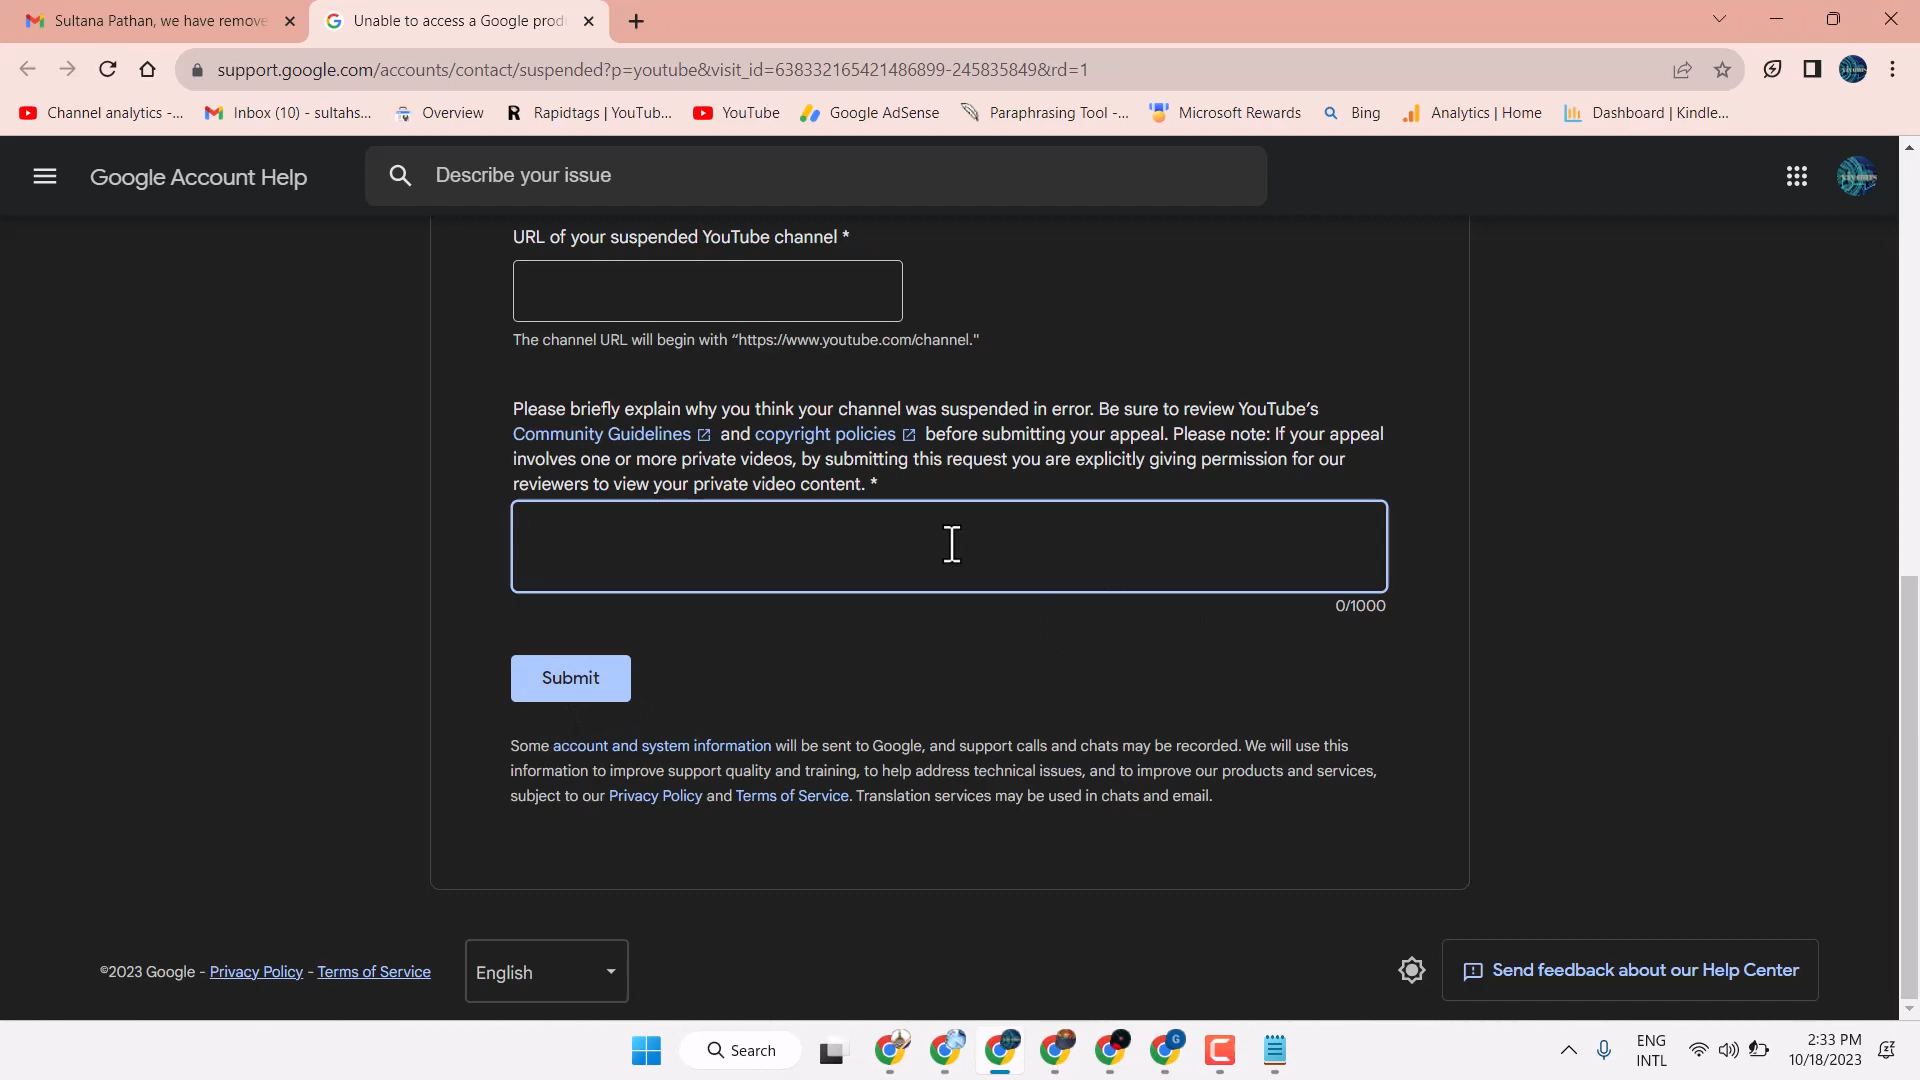 Sultana Pathan, we have remove
Unable to access a Google prod
support.google.com/accounts/contact/suspended?p=youtube&visit_id=638332165421486899-245835849&rd=1
Channel analytics -...
Inbox (10) - sultahs...
Overview
Rapidtags | YouTub...
YouTube
Google AdSense
Paraphrasing Tool -...
Microsoft Rewards
Bing
Analytics | Home
Dashboard | Kindle...
Google Account Help
Describe your issue
URL of your suspended YouTube channel *
The channel URL will begin with “https://www.youtube.com/channel."
Please briefly explain why you think your channel was suspended in error. Be sure to review YouTube’s
Community Guidelines and copyright policies before submitting your appeal. Please note: If your appeal
involves one or more private videos, by submitting this request you are explicitly giving permission for our
reviewers to view your private video content. *
0/1000
Submit
Some account and system information will be sent to Google, and support calls and chats may be recorded. We will use this
information to improve support quality and training, to help address technical issues, and to improve our products and services,
subject to our Privacy Policy and Terms of Service. Translation services may be used in chats and email.
©2023 Google - Privacy Policy - Terms of Service
English
Send feedback about our Help Center
Search
ENG
INTL
2:33 PM
10/18/2023